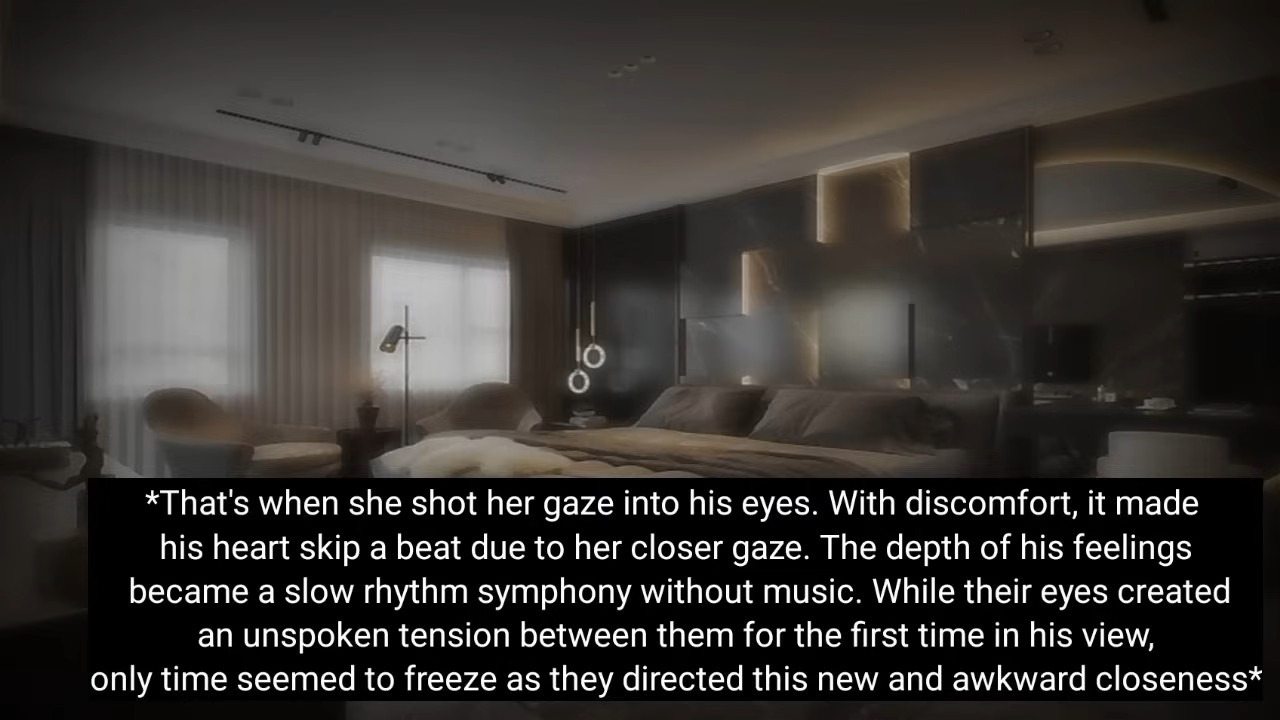 *That's when she shot her gaze into his eyes. With discomfort, it made
his heart skip a beat due to her closer gaze. The depth of his feelings
became a slow rhythm symphony without music. While their eyes created
an unspoken tension between them for the first time in his view,
only time seemed to freeze as they directed this new and awkward closeness*